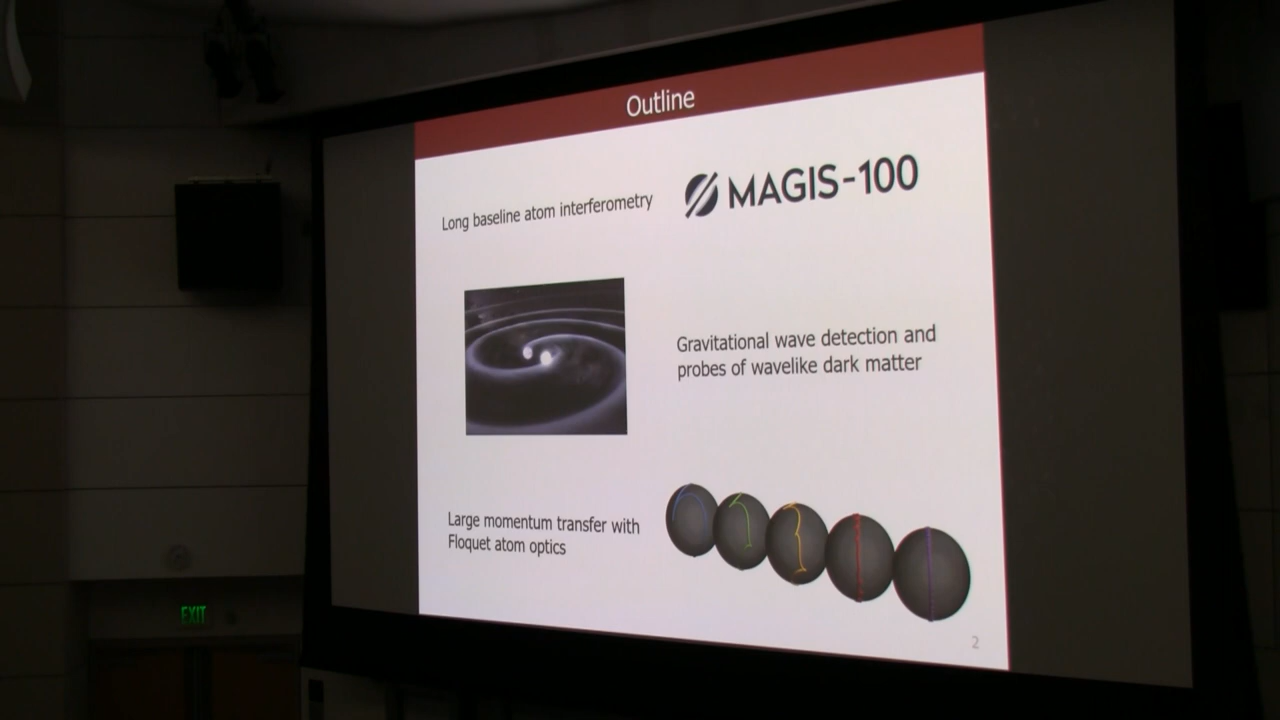 Outline
Long baseline atom interferometry
MAGIS-100
Gravitational wave detection and
probes of wavelike dark matter
Large momentum transfer with
Floquet atom optics
2
EXIT